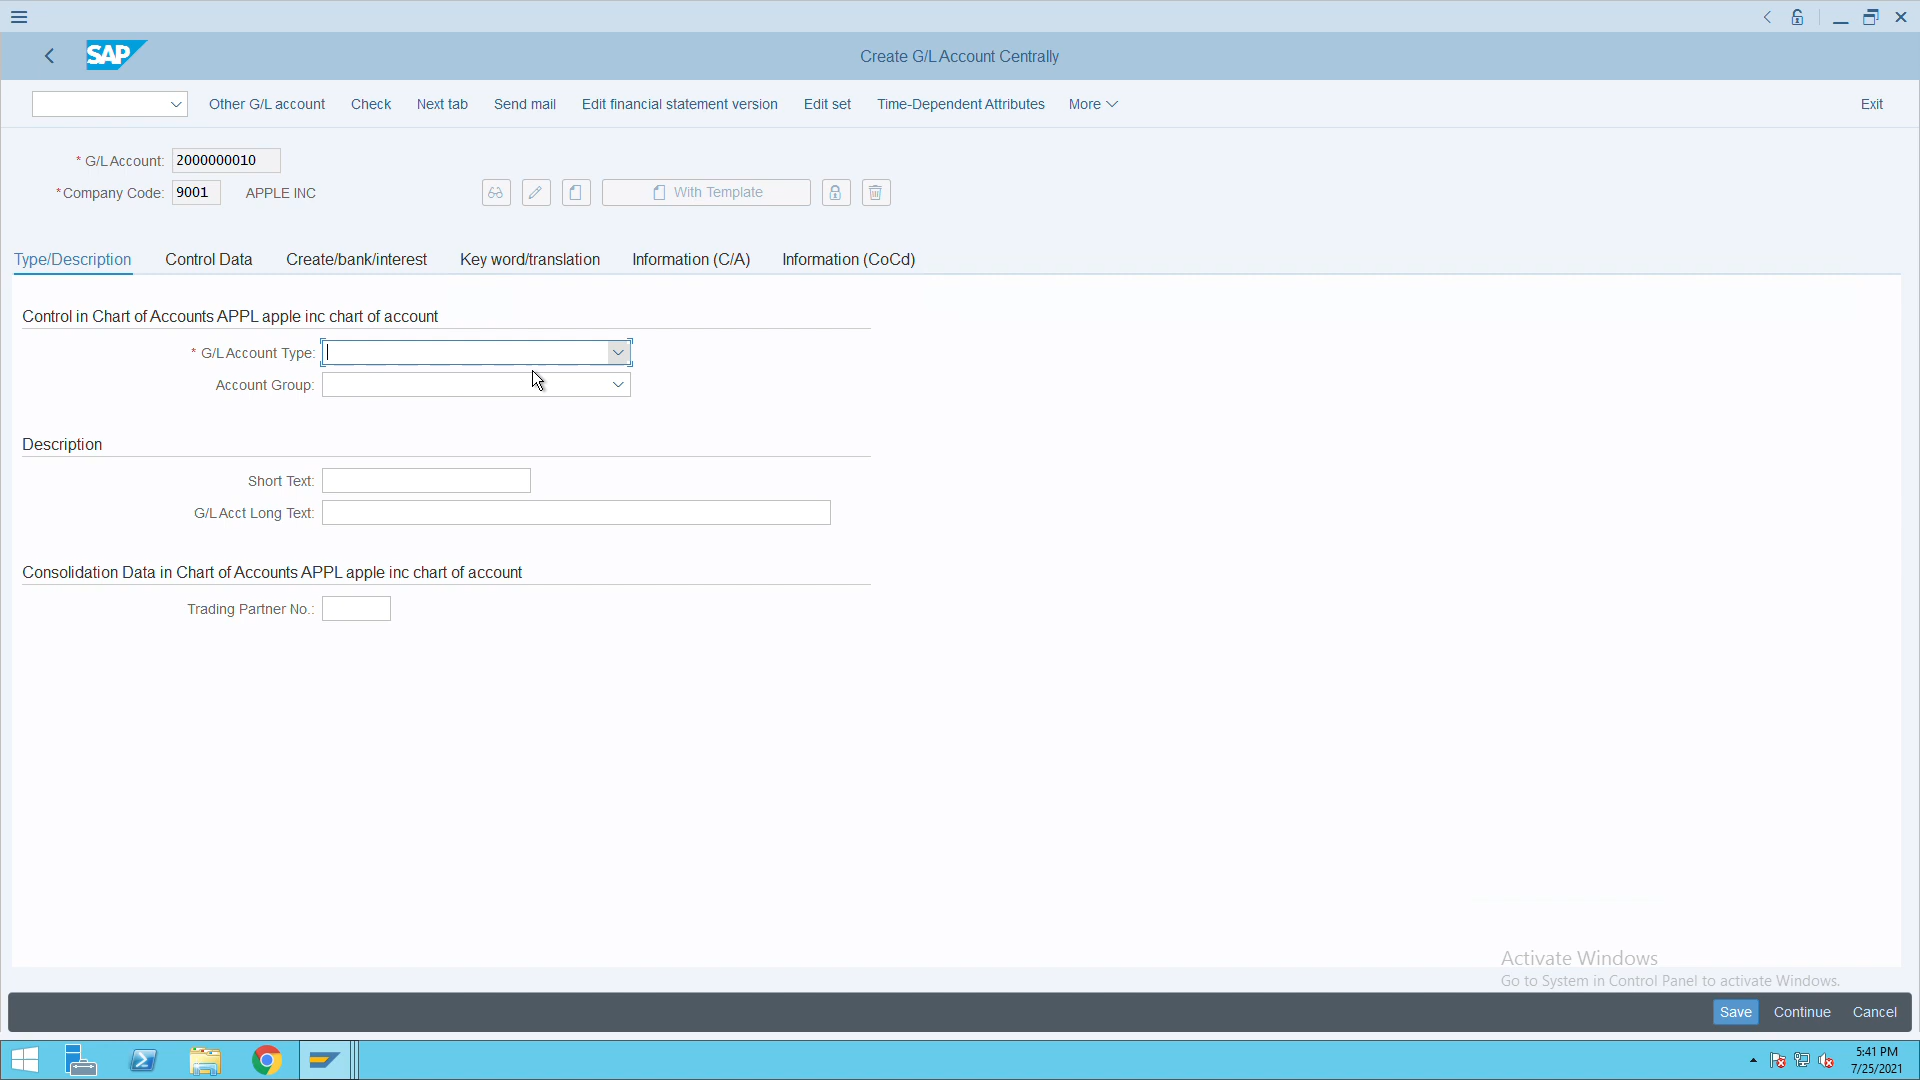 SAP
Create G/L Account Centrally
Other G/L account Check Next tab Send mail Edit financial statement version Edit set Time-Dependent Attributes More Exit
* G/L Account: 2000000010
* Company Code: 9001 APPLE INC With Template
Type/Description Control Data Create/bank/interest Key word/translation Information (C/A) Information (CoCd)
Control in Chart of Accounts APPL apple inc chart of account
* G/L Account Type:
Account Group:
Description
Short Text:
G/L Acct Long Text:
Consolidation Data in Chart of Accounts APPL apple inc chart of account
Trading Partner No.:
Activate Windows
Go to System in Control Panel to activate Windows.
Save Continue Cancel
5:41 PM
7/25/2021